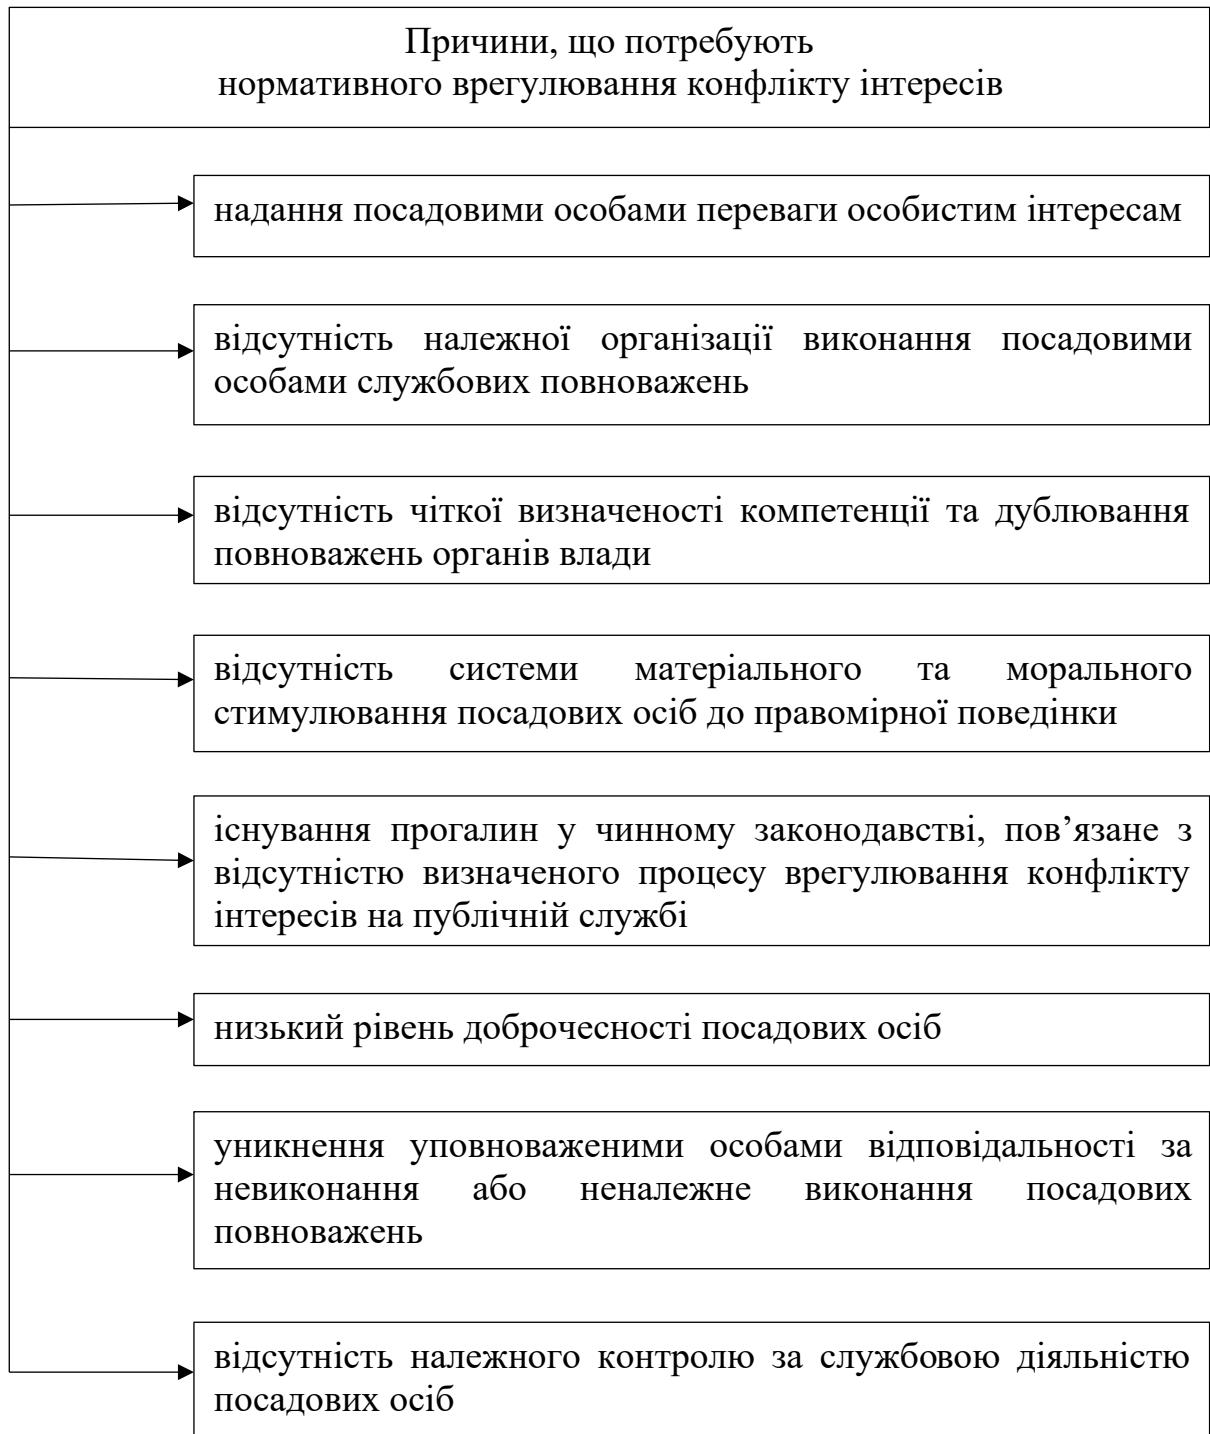 Причини, що потребують
нормативного врегулювання конфлікту інтересів
надання посадовими особами переваги особистим інтересам
відсутність належної організації виконання посадовими
особами службових повноважень
відсутність чіткої визначеності компетенції та дублювання
повноважень органів влади
відсутність системи матеріального та морального
стимулювання посадових осіб до правомірної поведінки
існування прогалин у чинному законодавстві, пов’язане з
відсутністю визначеного процесу врегулювання конфлікту
інтересів на публічній службі
низький рівень доброчесності посадових осіб
уникнення уповноваженими особами відповідальності за
невиконання або неналежне виконання посадових
повноважень
відсутність належного контролю за службовою діяльністю
посадових осіб